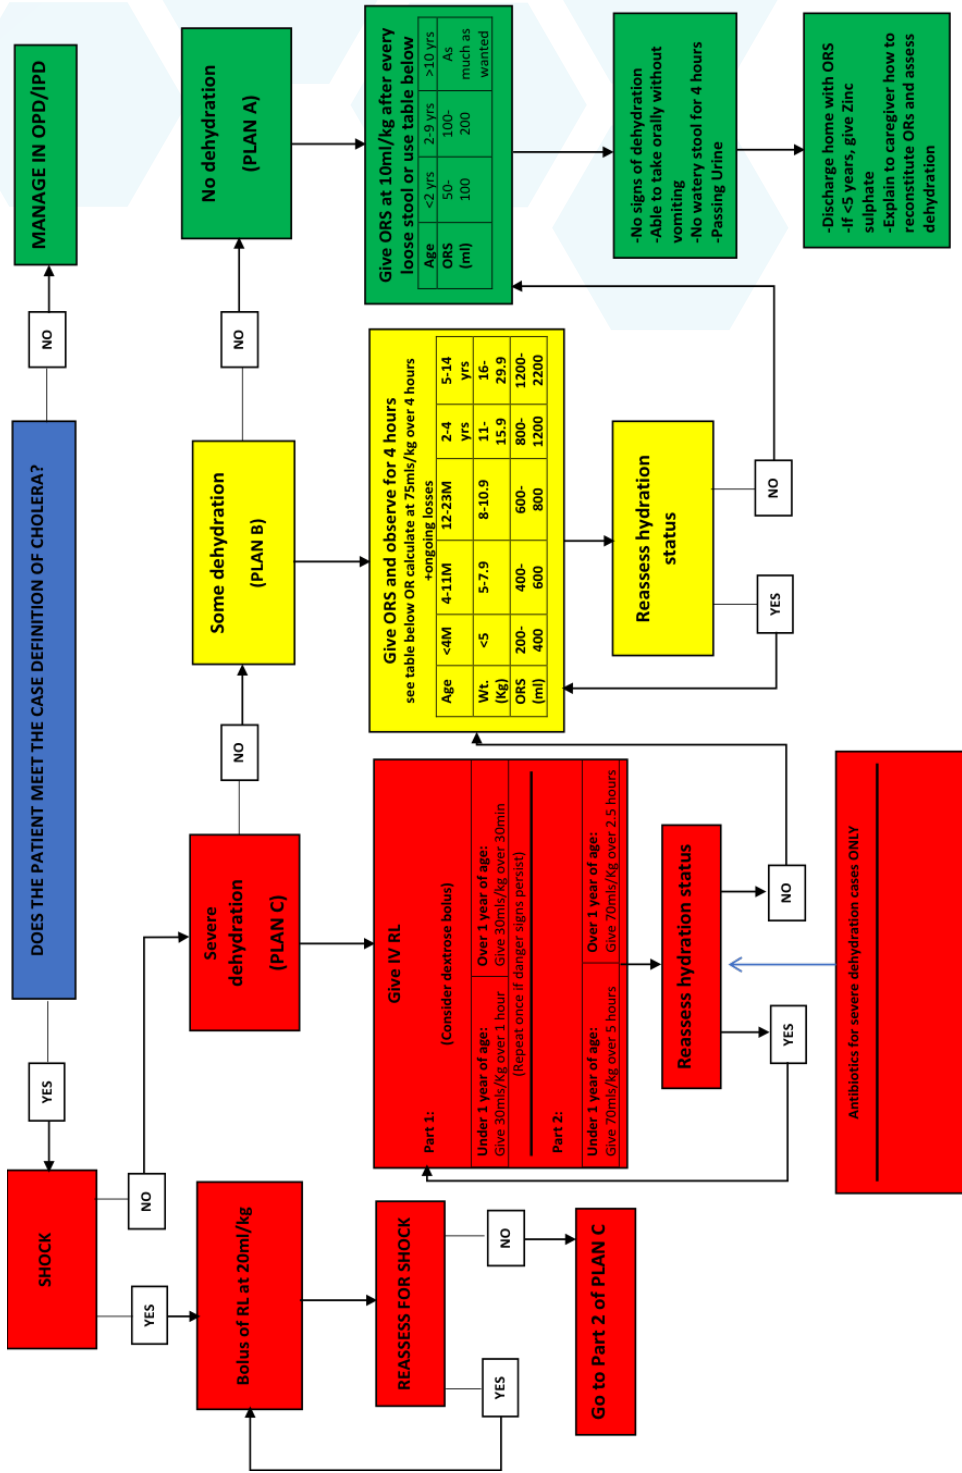 DOES THE PATIENT MEET THE CASE DEFINITION OF CHOLERA?
YES
NO
MANAGE IN OPD/IPD
SHOCK
YES
NO
Bolus of RL at 20ml/kg
REASSESS FOR SHOCK
YES
NO
Go to Part 2 of PLAN C
Severe
dehydration
(PLAN C)
NO
Give IV RL
(Consider dextrose bolus)
Part 1:
Under 1 year of age:
Give 30mls/Kg over 1 hour
Over 1 year of age:
Give 30mls/kg over 30min
(Repeat once if danger signs persist)
Part 2:
Under 1 year of age:
Give 70mls/kg over 5 hours
Over 1 year of age:
Give 70mls/Kg over 2.5 hours
Reassess hydration status
YES
NO
Antibiotics for severe dehydration cases ONLY
Some dehydration
(PLAN B)
NO
Give ORS and observe for 4 hours
see table below OR calculate at 75mls/kg over 4 hours
+ongoing losses
Age <4M 4-11M 12-23M 2-4 5-14
yrs yrs
Wt. <5 5-7.9 8-10.9 11- 16-
(Kg) 15.9 29.9
ORS 200- 400- 600- 800- 1200-
(ml) 400 600 800 1200 2200
Reassess hydration
status
YES
NO
No dehydration
(PLAN A)
Give ORS at 10ml/kg after every
loose stool or use table below
Age <2 yrs 2-9 yrs >10 yrs
ORS 50- 100- As
(ml) 100 200 much as
wanted
-No signs of dehydration
-Able to take orally without
vomiting
-No watery stool for 4 hours
-Passing Urine
-Discharge home with ORS
-If <5 years, give Zinc
sulphate
-Explain to caregiver how to
reconstitute ORs and assess
dehydration